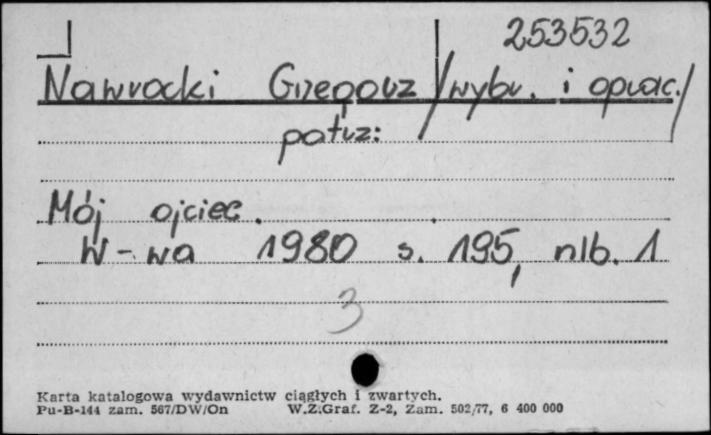 253532
Nawrocki Grzegorz /wybr. i oprac./
patrz:
Mój ojciec.
W-wa 1980 s. 195, nlb. 1
3
Karta katalogowa wydawnictw ciągłych i zwartych.
Pu-B-144 zam. 567/DW/On W.Z.Graf. Z-2, Zam. 502/77, 6 400 000